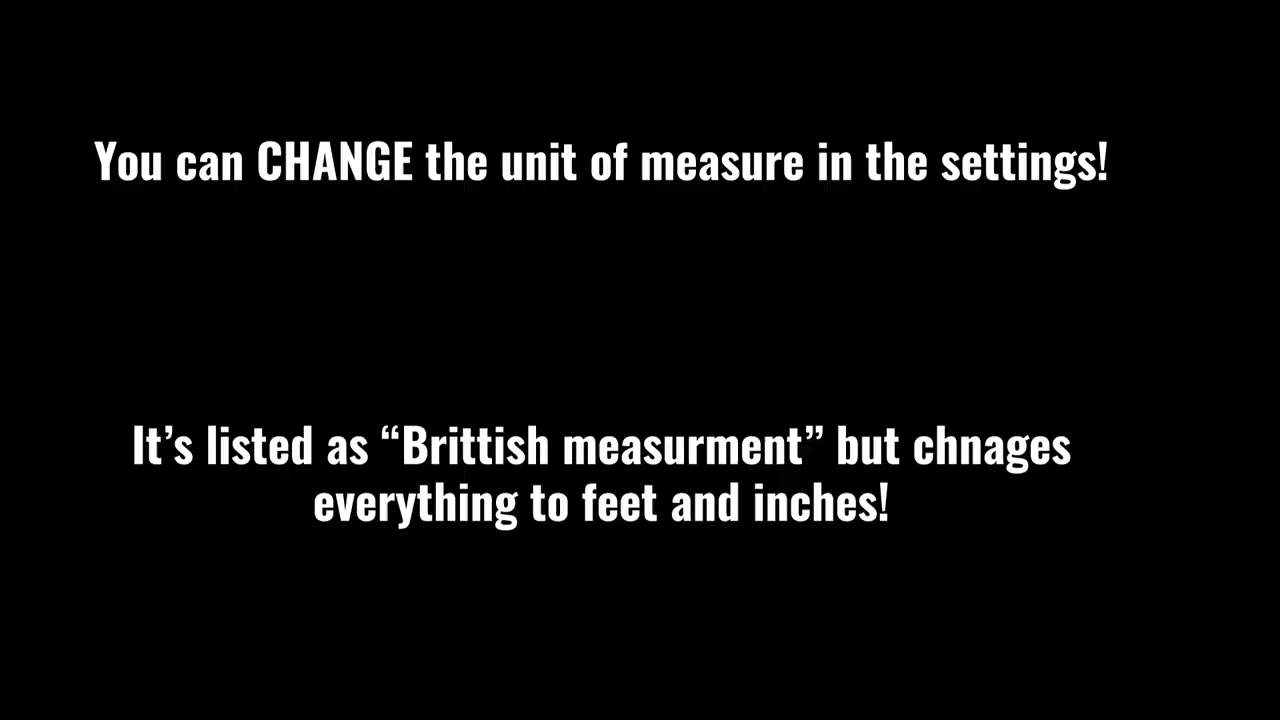 You can CHANGE the unit of measure in the settings!
It’s listed as “Brittish measurment” but chnages
everything to feet and inches!